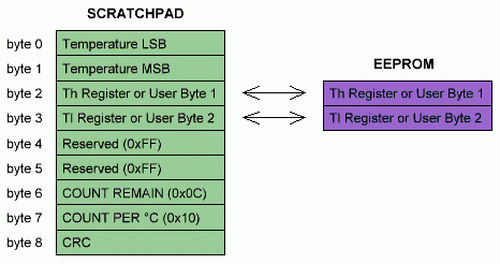 SCRATCHPAD
byte 0 Temperature LSB
byte 1 Temperature MSB
EEPROM
byte 2 Th Register or User Byte 1 Th Register or User Byte 1
byte 3 Tl Register or User Byte 2 Tl Register or User Byte 2
byte 4 Reserved (0xFF)
byte 5 Reserved (0xFF)
byte 6 COUNT REMAIN (0x0C)
byte 7 COUNT PER °C (0x10)
byte 8 CRC